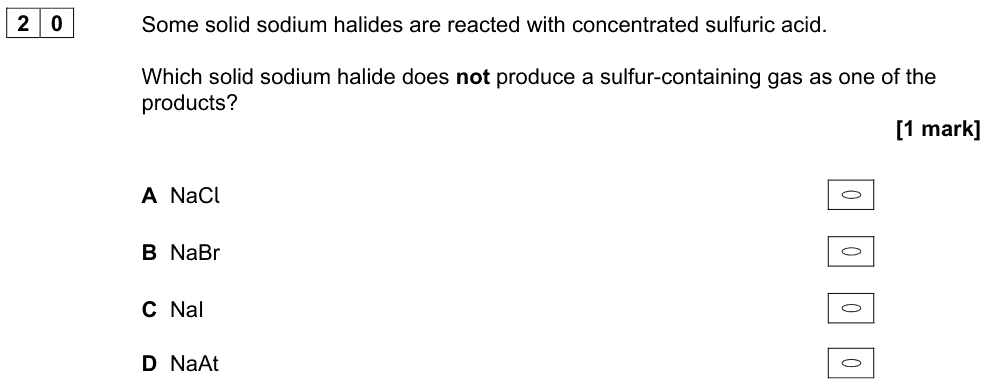 2 0 Some solid sodium halides are reacted with concentrated sulfuric acid.
Which solid sodium halide does not produce a sulfur-containing gas as one of the
products?
[1 mark]
A NaCl
B NaBr
C NaI
D NaAt